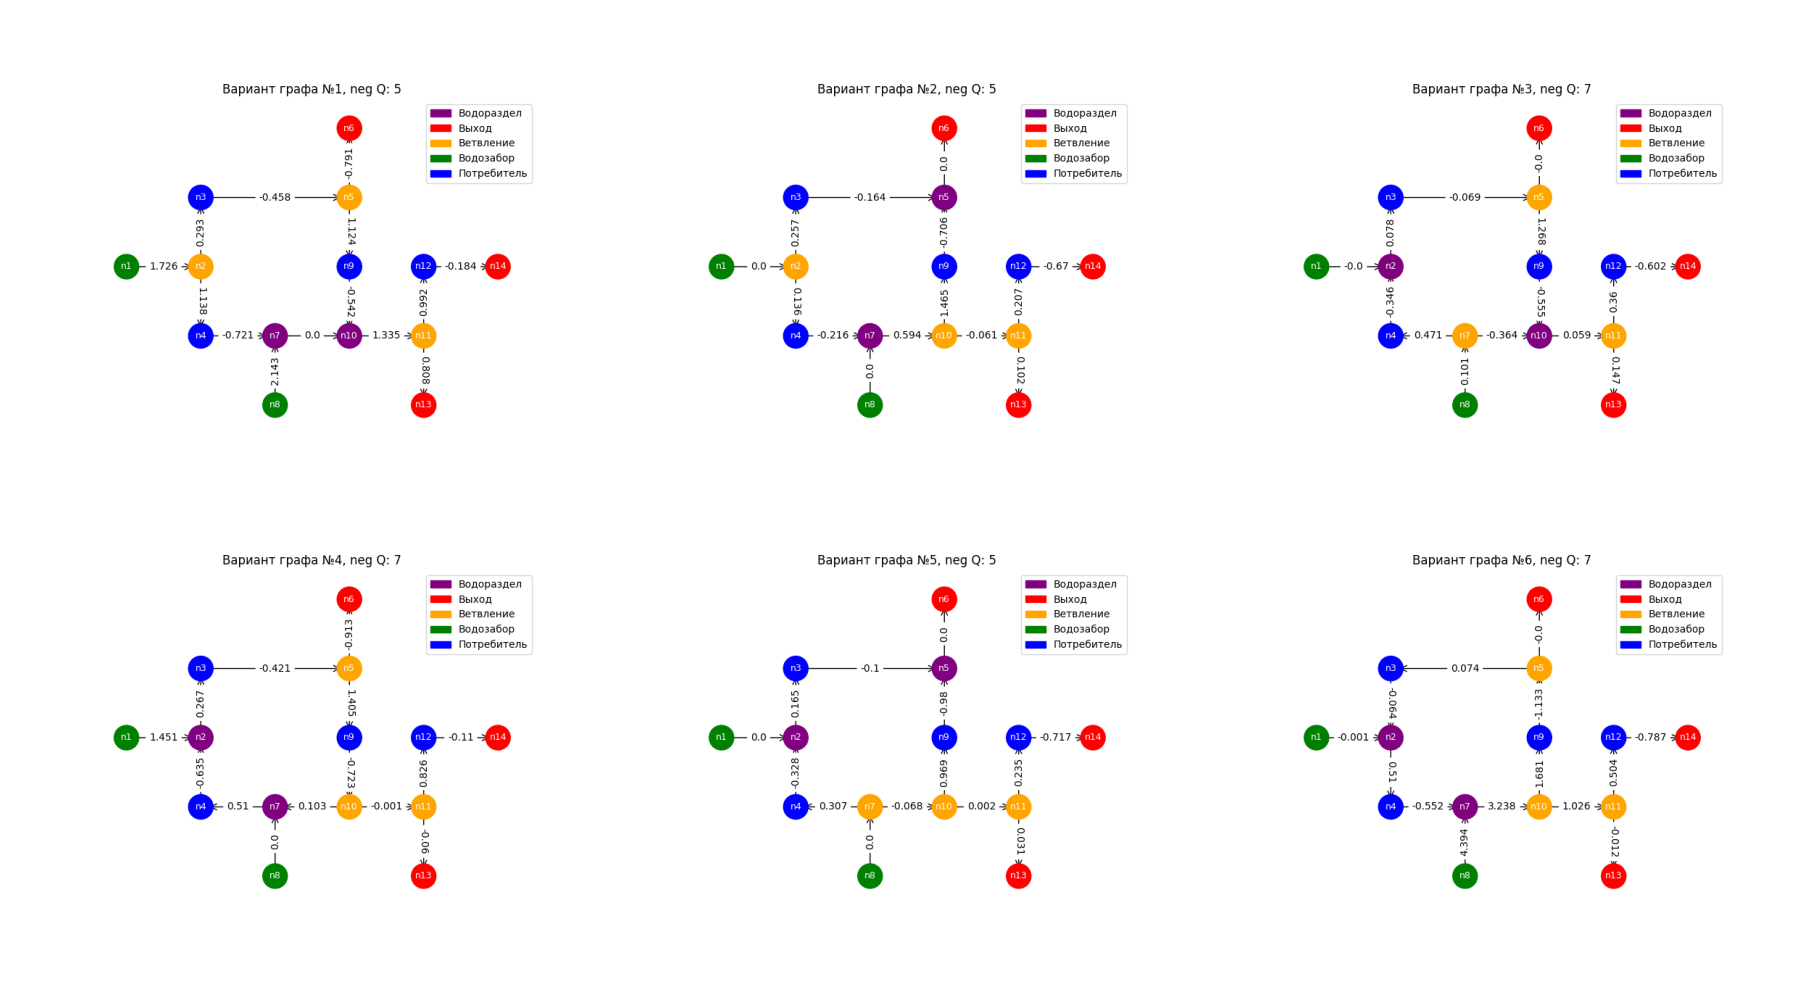 Вариант графа №1, neg Q: 5
Водораздел
Выход
Ветвление
Водозабор
Потребитель
n6
-0.791
n3
-0.458
n5
0.293
1.124
n1
1.726
n2
n9
n12
-0.184
n14
1.138
-0.542
0.992
n4
-0.721
n7
0.0
n10
1.335
n11
2.143
0.808
n8
n13
Вариант графа №2, neg Q: 5
Водораздел
Выход
Ветвление
Водозабор
Потребитель
n6
0.0
n3
-0.164
n5
0.257
-0.706
n1
0.0
n2
n9
n12
-0.67
n14
0.136
1.465
0.207
n4
-0.216
n7
0.594
n10
-0.061
n11
0.0
0.102
n8
n13
Вариант графа №3, neg Q: 7
Водораздел
Выход
Ветвление
Водозабор
Потребитель
n6
-0.0
n3
-0.069
n5
0.078
1.268
n1
-0.0
n2
n9
n12
-0.602
n14
-0.346
-0.555
0.36
n4
0.471
n7
-0.364
n10
0.059
n11
0.101
0.147
n8
n13
Вариант графа №4, neg Q: 7
Водораздел
Выход
Ветвление
Водозабор
Потребитель
n6
-0.913
n3
-0.421
n5
0.267
1.405
n1
1.451
n2
n9
n12
-0.11
n14
-0.635
-0.723
0.826
n4
0.51
n7
0.103
n10
-0.001
n11
0.0
-0.06
n8
n13
Вариант графа №5, neg Q: 5
Водораздел
Выход
Ветвление
Водозабор
Потребитель
n6
0.0
n3
-0.1
n5
0.165
-0.98
n1
0.0
n2
n9
n12
-0.717
n14
-0.328
0.969
0.235
n4
0.307
n7
-0.068
n10
0.002
n11
0.0
0.031
n8
n13
Вариант графа №6, neg Q: 7
Водораздел
Выход
Ветвление
Водозабор
Потребитель
n6
-0.0
n3
0.074
n5
-0.064
-1.133
n1
-0.001
n2
n9
n12
-0.787
n14
0.51
1.681
0.504
n4
-0.552
n7
3.238
n10
1.026
n11
4.394
-0.012
n8
n13